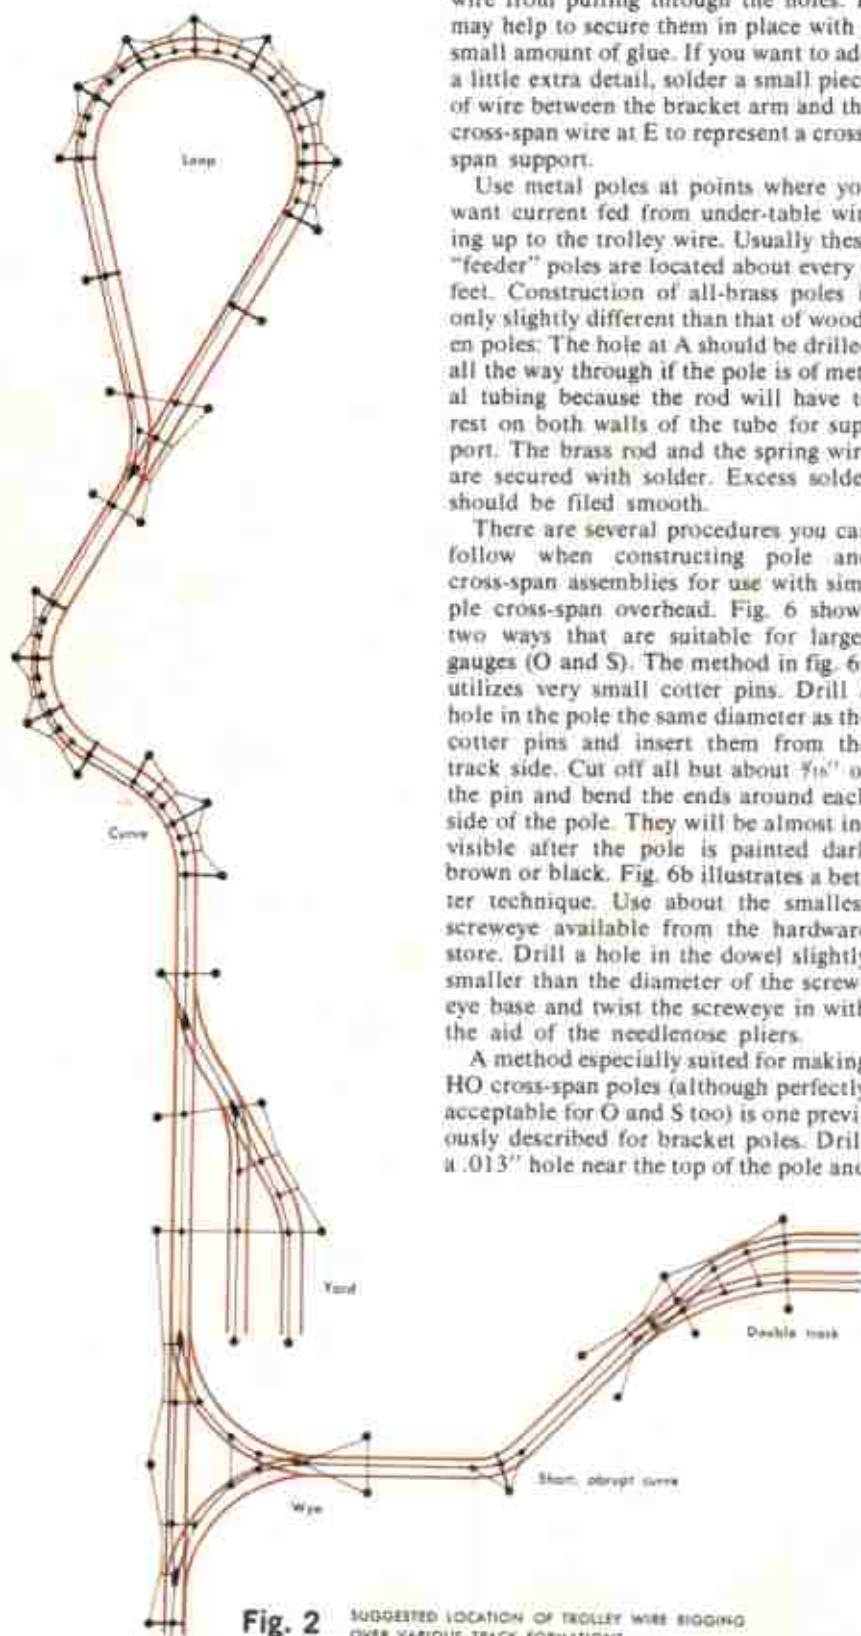 wire from pulling through the holes.
may help to secure them in place with
small amount of glue. If you want to ad
a little extra detail, solder a small piec
of wire between the bracket arm and th
cross-span wire at E to represent a cross
span support.
Use metal poles at points where yo
want current fed from under-table wir
ing up to the trolley wire. Usually thes
"feeder" poles are located about every
feet. Construction of all-brass poles i
only slightly different than that of wood
en poles: The hole at A should be drilled
all the way through if the pole is of met
al tubing because the rod will have t
rest on both walls of the tube for sup
port. The brass rod and the spring wir
are secured with solder. Excess solde
should be filed smooth.
There are several procedures you can
follow when constructing pole and
cross-span assemblies for use with sim
ple cross-span overhead. Fig. 6 show
two ways that are suitable for large
gauges (O and S). The method in fig. 6
utilizes very small cotter pins. Drill
hole in the pole the same diameter as th
cotter pins and insert them from the
track side. Cut off all but about o
the pin and bend the ends around each
side of the pole. They will be almost in
visible after the pole is painted dark
brown or black. Fig. 6b illustrates a bet
ter technique. Use about the smalles
screweye available from the hardware
store. Drill a hole in the dowel slightly
smaller than the diameter of the screw
eye base and twist the screweye in with
the aid of the needlenose pliers.
A method especially suited for making
HO cross-span poles (although perfectly
acceptable for O and S too) is one previ
ously described for bracket poles. Dril
a .013" hole near the top of the pole and
Loop
Curve
Yard
Double track
Short, abrupt curve
Wye
Fig. 2 SUGGESTED LOCATION OF TROLLEY WIRE RIGGING
OVER VARIOUS TRACK FORMATIONS